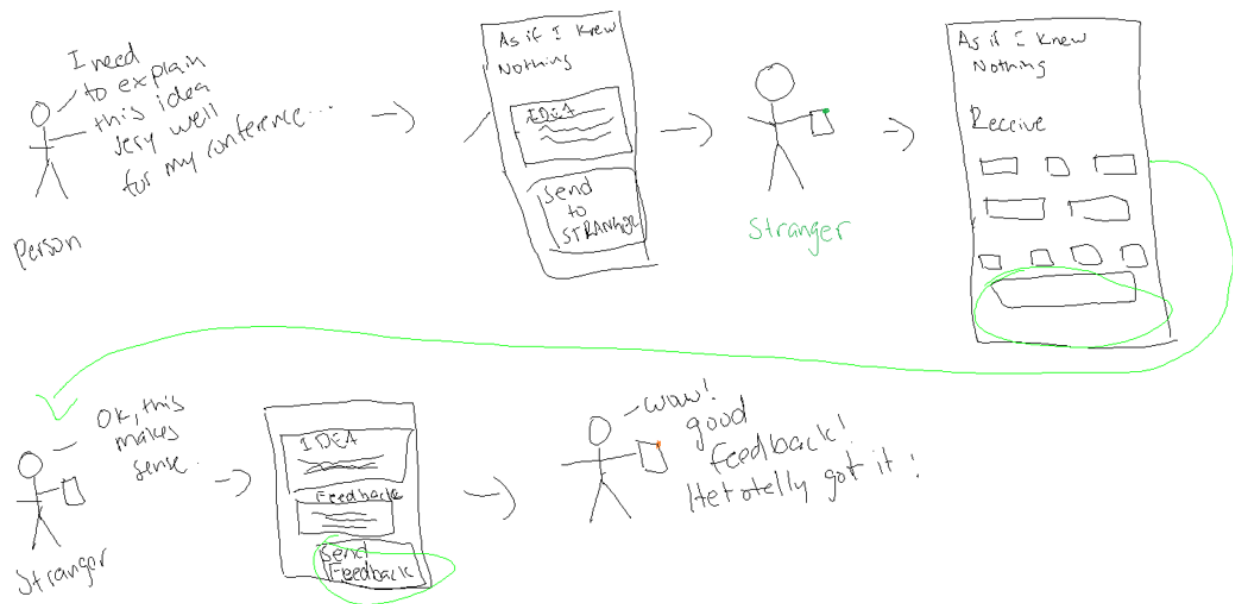 I need
to explain
this idea
very well
for my conference...
Person
As if I knew
Nothing
IDEA
Send
to
STRANGER
Stranger
As if I knew
Nothing
Receive
Ok, this
makes
sense.
Stranger
IDEA
Feedback
Send
Feedback
wow!
good
feedback!
He totally got it!